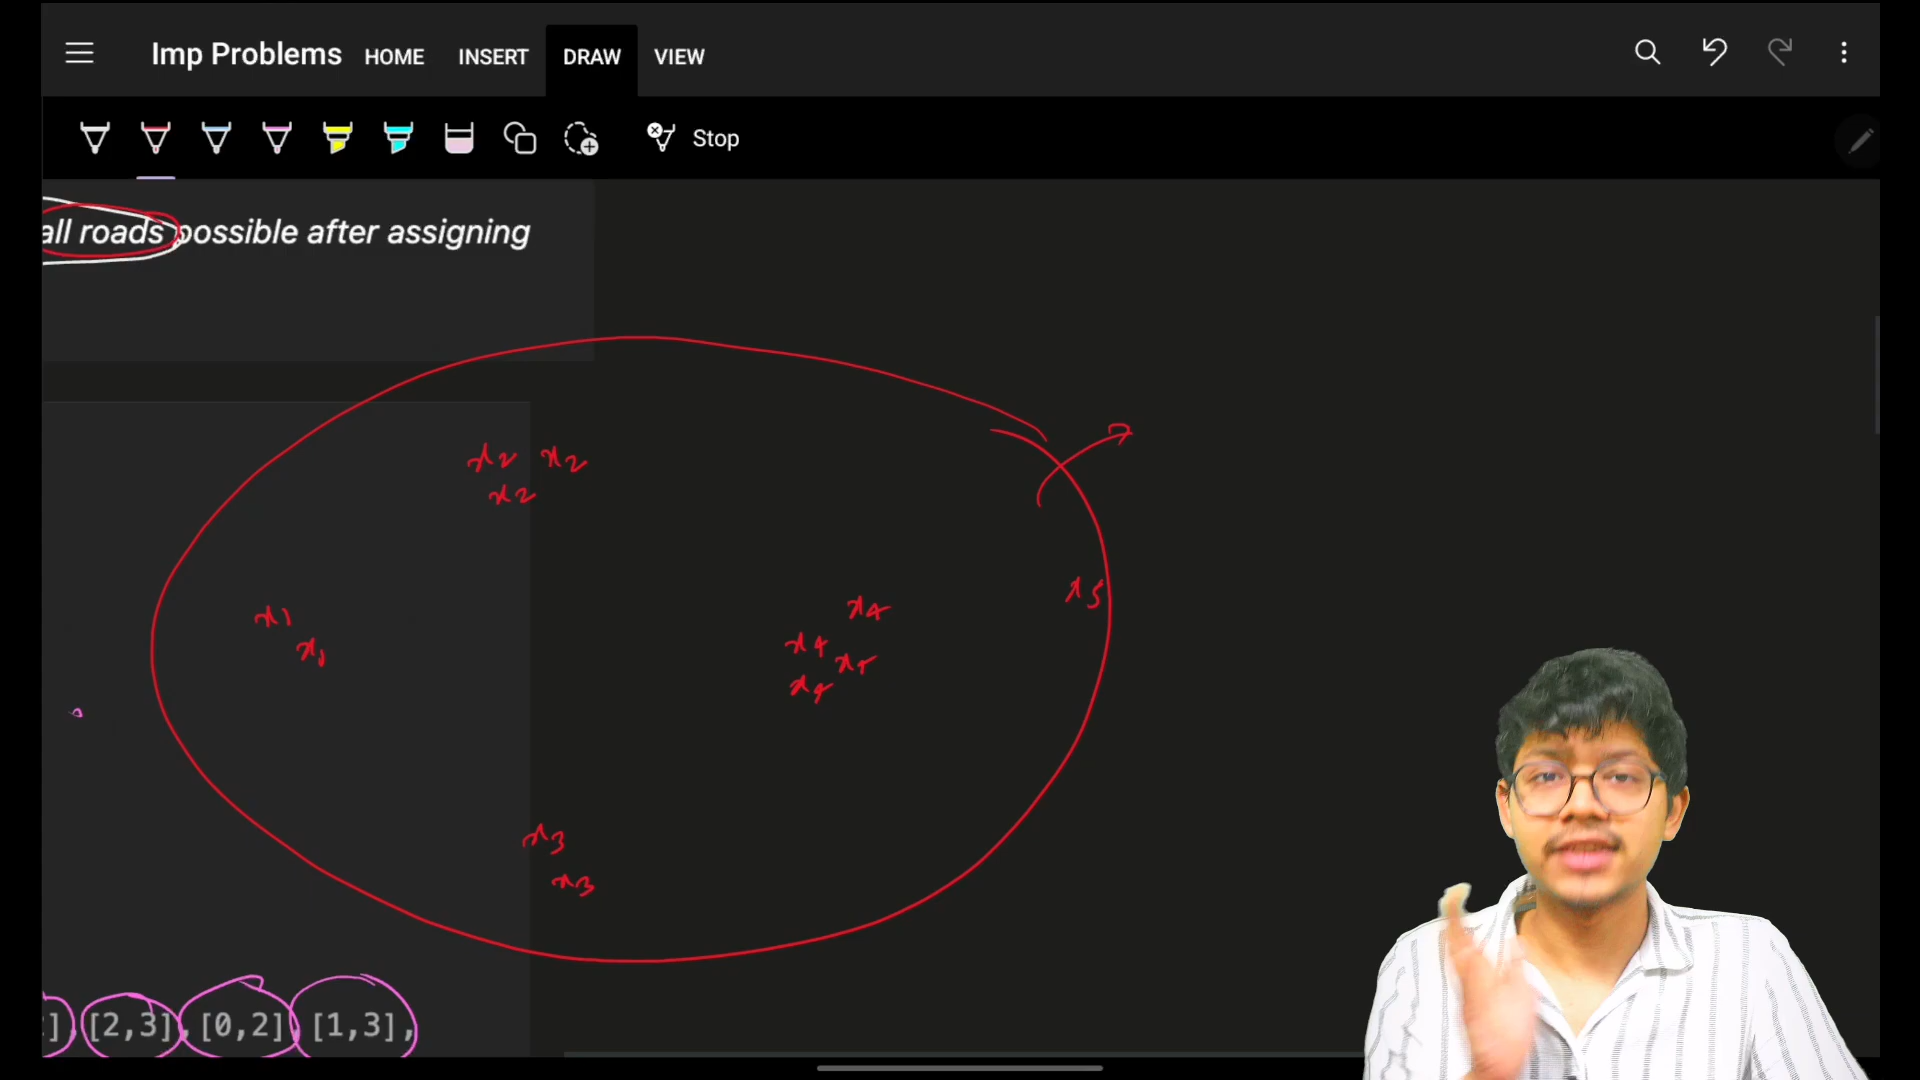 Imp Problems HOME INSERT DRAW VIEW
Stop
all roads possible after assigning
x2 x2
x2
x1
x1
x4
x4
x4
x4
x5
x3
x3
], [2,3], [0,2], [1,3],